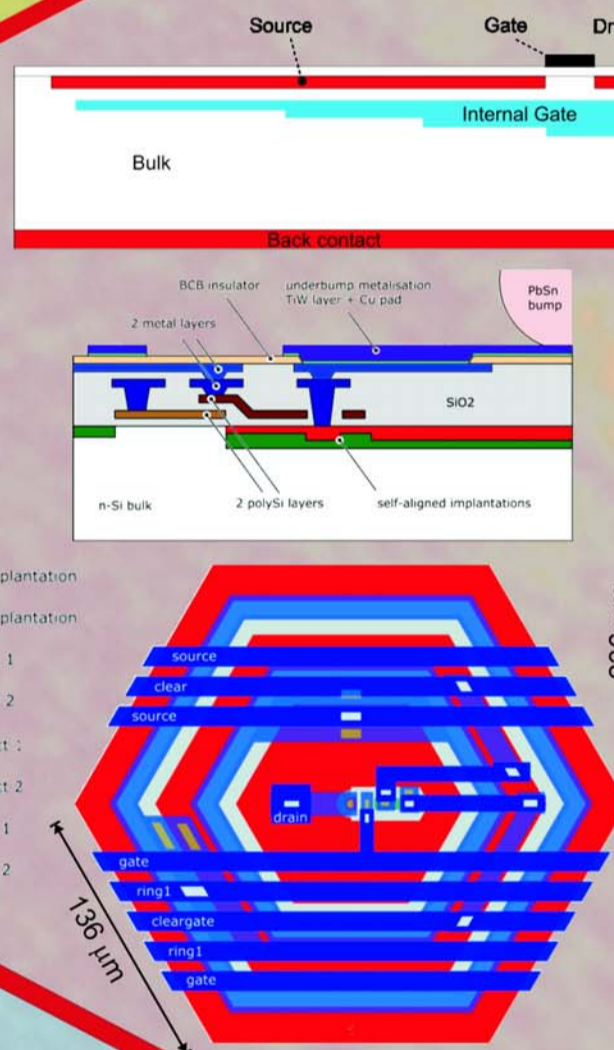 Source
Gate
Internal Gate
Bulk
Back contact
BCB insulator
underbump metalisation
TiW layer + Cu pad
PbSn
bump
2 metal layers
SiO2
n-Si bulk
2 polySi layers
self-aligned implantations
plantation
plantation
1
2
ct 2
1
2
source
clear
source
drain
gate
ring1
cleargate
ring1
gate
136 μm